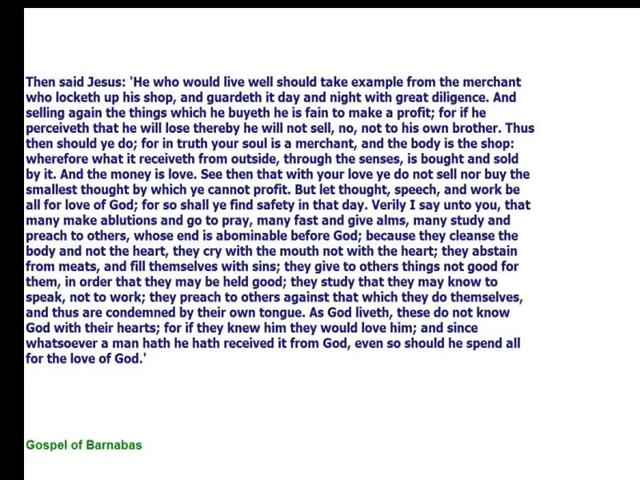 Then said Jesus: 'He who would live well should take example from the merchant
who locketh up his shop, and guardeth it day and night with great diligence. And
selling again the things which he buyeth he is fain to make a profit; for if he
perceiveth that he will lose thereby he will not sell, no, not to his own brother. Thus
then should ye do; for in truth your soul is a merchant, and the body is the shop:
wherefore what it receiveth from outside, through the senses, is bought and sold
by it. And the money is love. See then that with your love ye do not sell nor buy the
smallest thought by which ye cannot profit. But let thought, speech, and work be
all for love of God; for so shall ye find safety in that day. Verily I say unto you, that
many make ablutions and go to pray, many fast and give alms, many study and
preach to others, whose end is abominable before God; because they cleanse the
body and not the heart, they cry with the mouth not with the heart; they abstain
from meats, and fill themselves with sins; they give to others things not good for
them, in order that they may be held good; they study that they may know to
speak, not to work; they preach to others against that which they do themselves,
and thus are condemned by their own tongue. As God liveth, these do not know
God with their hearts; for if they knew him they would love him; and since
whatsoever a man hath he hath received it from God, even so should he spend all
for the love of God.'
Gospel of Barnabas